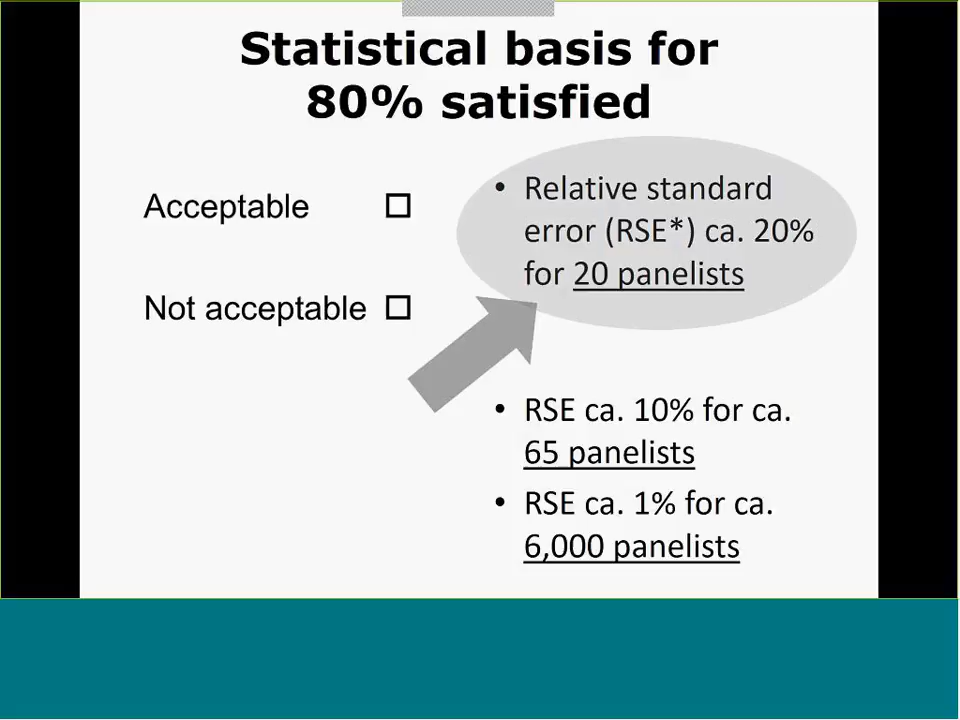 Statistical basis for
80% satisfied
Acceptable
Not acceptable
• Relative standard
error (RSE*) ca. 20%
for 20 panelists
• RSE ca. 10% for ca.
65 panelists
• RSE ca. 1% for ca.
6,000 panelists